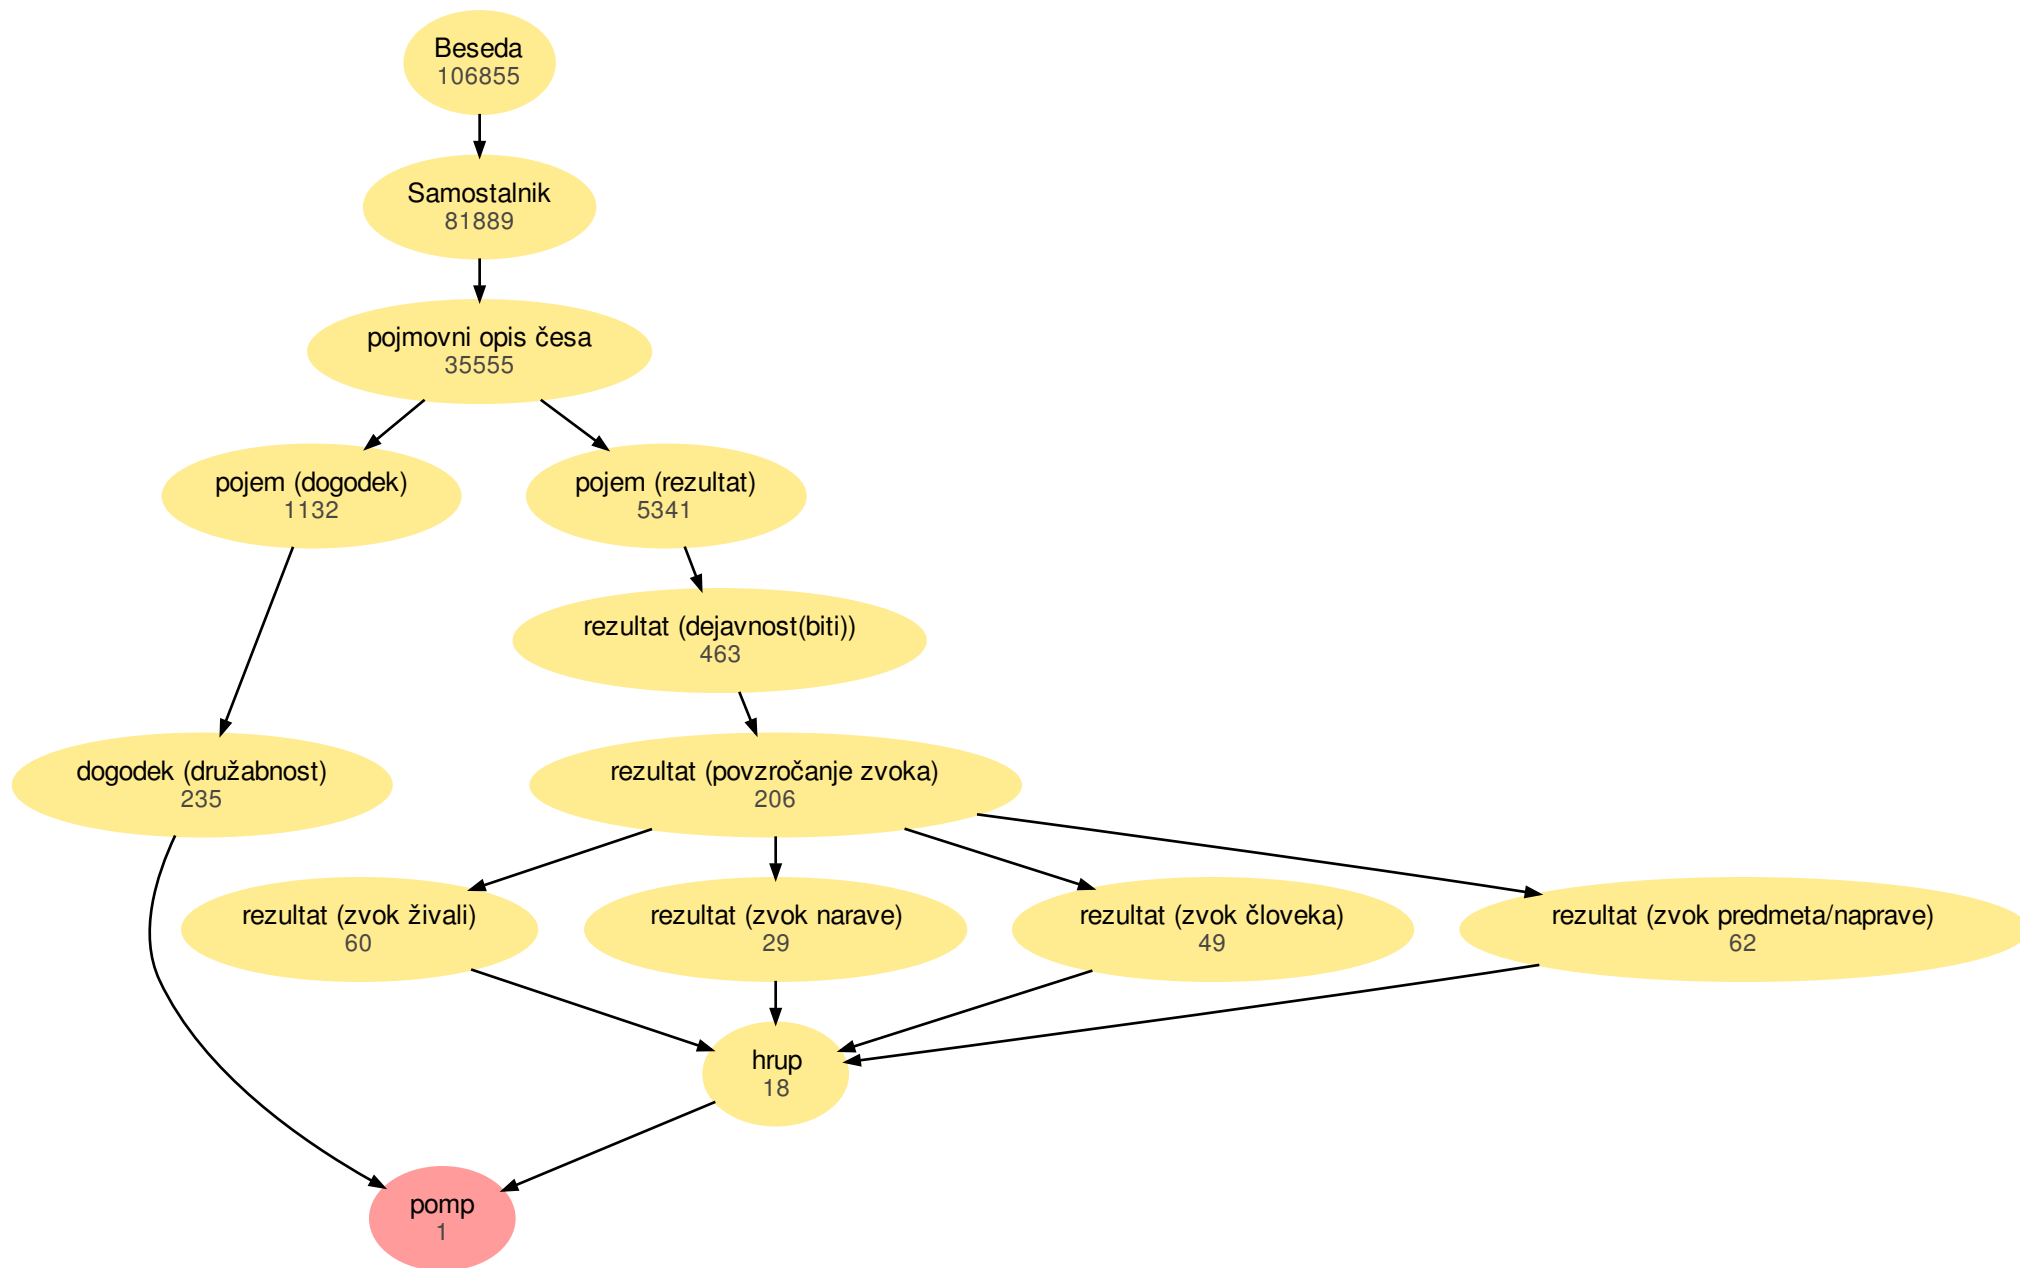 Beseda
106855
Samostalnik
81889
pojmovni opis česa
35555
pojem (dogodek)
1132
pojem (rezultat)
5341
rezultat (dejavnost(biti))
463
dogodek (družabnost)
235
rezultat (povzročanje zvoka)
206
rezultat (zvok živali)
60
rezultat (zvok narave)
29
rezultat (zvok človeka)
49
rezultat (zvok predmeta/naprave)
62
hrup
18
pomp
1